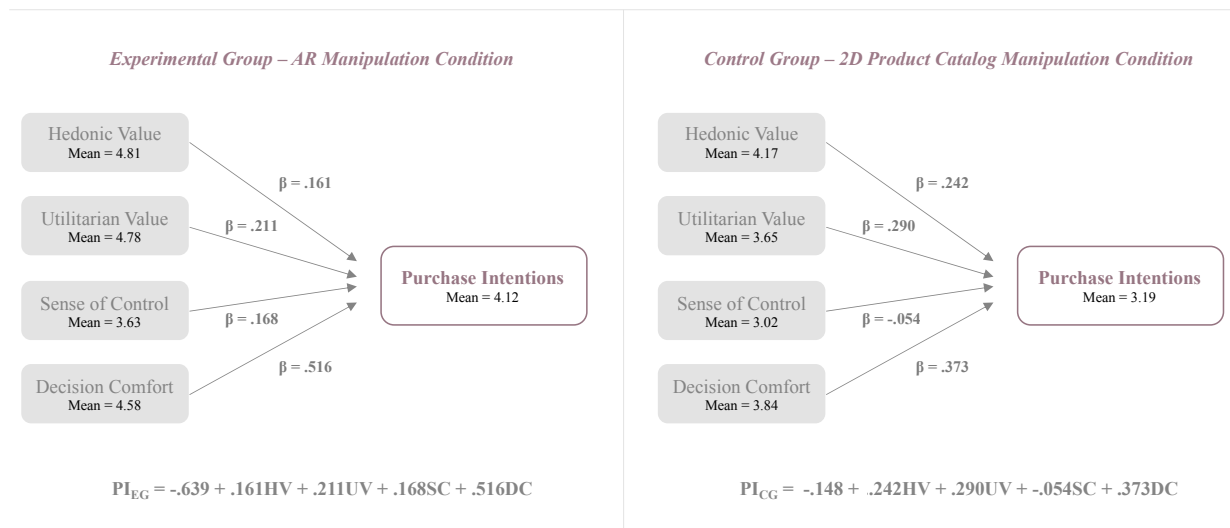 Experimental Group – AR Manipulation Condition
Hedonic Value
Mean = 4.81
β = .161
Utilitarian Value
Mean = 4.78
β = .211
Purchase Intentions
Mean = 4.12
Sense of Control
Mean = 3.63
β = .168
β = .516
Decision Comfort
Mean = 4.58
PI_EG = -.639 + .161HV + .211UV + .168SC + .516DC
Control Group – 2D Product Catalog Manipulation Condition
Hedonic Value
Mean = 4.17
β = .242
Utilitarian Value
Mean = 3.65
β = .290
Purchase Intentions
Mean = 3.19
Sense of Control
Mean = 3.02
β = -.054
β = .373
Decision Comfort
Mean = 3.84
PI_CG = -.148 + .242HV + .290UV + -.054SC + .373DC